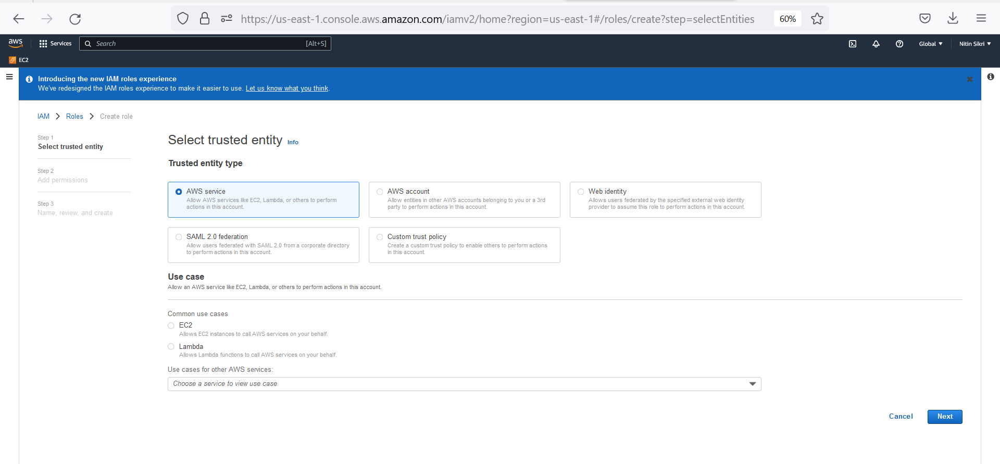 https://us-east-1.console.aws.amazon.com/iamv2/home?region=us-east-1#/roles/create?step=selectEntities
60%
aws
Services
Search
[Alt+S]
Global
Nitin Sikri
EC2
Introducing the new IAM roles experience
We've redesigned the IAM roles experience to make it easier to use. Let us know what you think.
IAM
Roles
Create role
Step 1
Select trusted entity
Step 2
Add permissions
Step 3
Name, review, and create
Select trusted entity Info
Trusted entity type
AWS service
Allow AWS services like EC2, Lambda, or others to perform
actions in this account.
AWS account
Allow entities in other AWS accounts belonging to you or a 3rd
party to perform actions in this account.
Web identity
Allows users federated by the specified external web identity
provider to assume this role to perform actions in this account.
SAML 2.0 federation
Allow users federated with SAML 2.0 from a corporate directory
to perform actions in this account.
Custom trust policy
Create a custom trust policy to enable others to perform actions
in this account.
Use case
Allow an AWS service like EC2, Lambda, or others to perform actions in this account.
Common use cases
EC2
Allows EC2 instances to call AWS services on your behalf.
Lambda
Allows Lambda functions to call AWS services on your behalf.
Use cases for other AWS services:
Choose a service to view use case
Cancel
Next